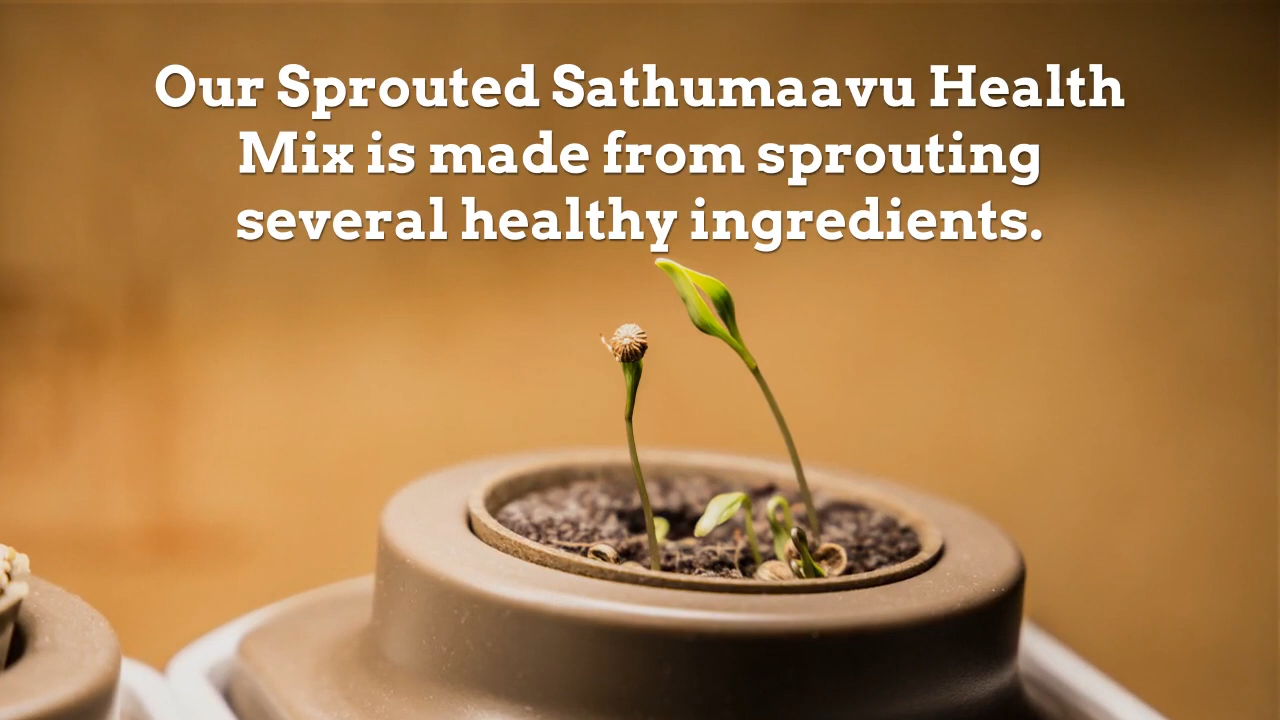 Our Sprouted Sathumaavu Health
Mix is made from sprouting
several healthy ingredients.